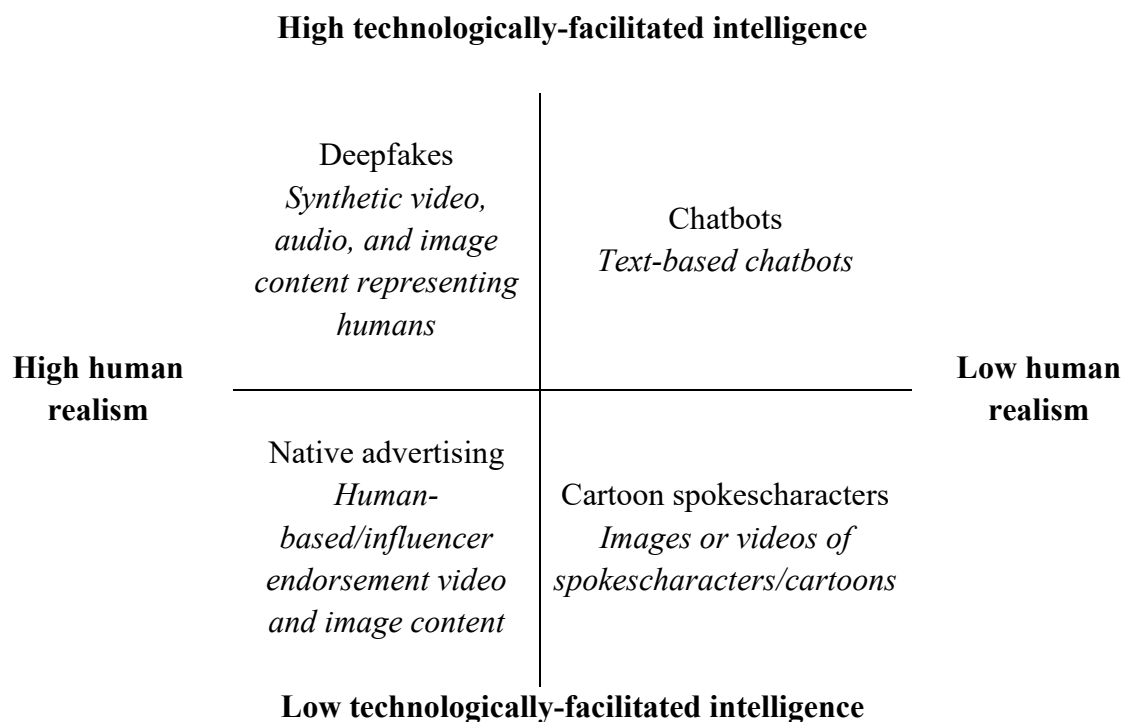 High technologically-facilitated intelligence
Deepfakes
Synthetic video,
audio, and image
content representing
humans
Chatbots
Text-based chatbots
High human
realism
Low human
realism
Native advertising
Human-
based/influencer
endorsement video
and image content
Cartoon spokescharacters
Images or videos of
spokescharacters/cartoons
Low technologically-facilitated intelligence